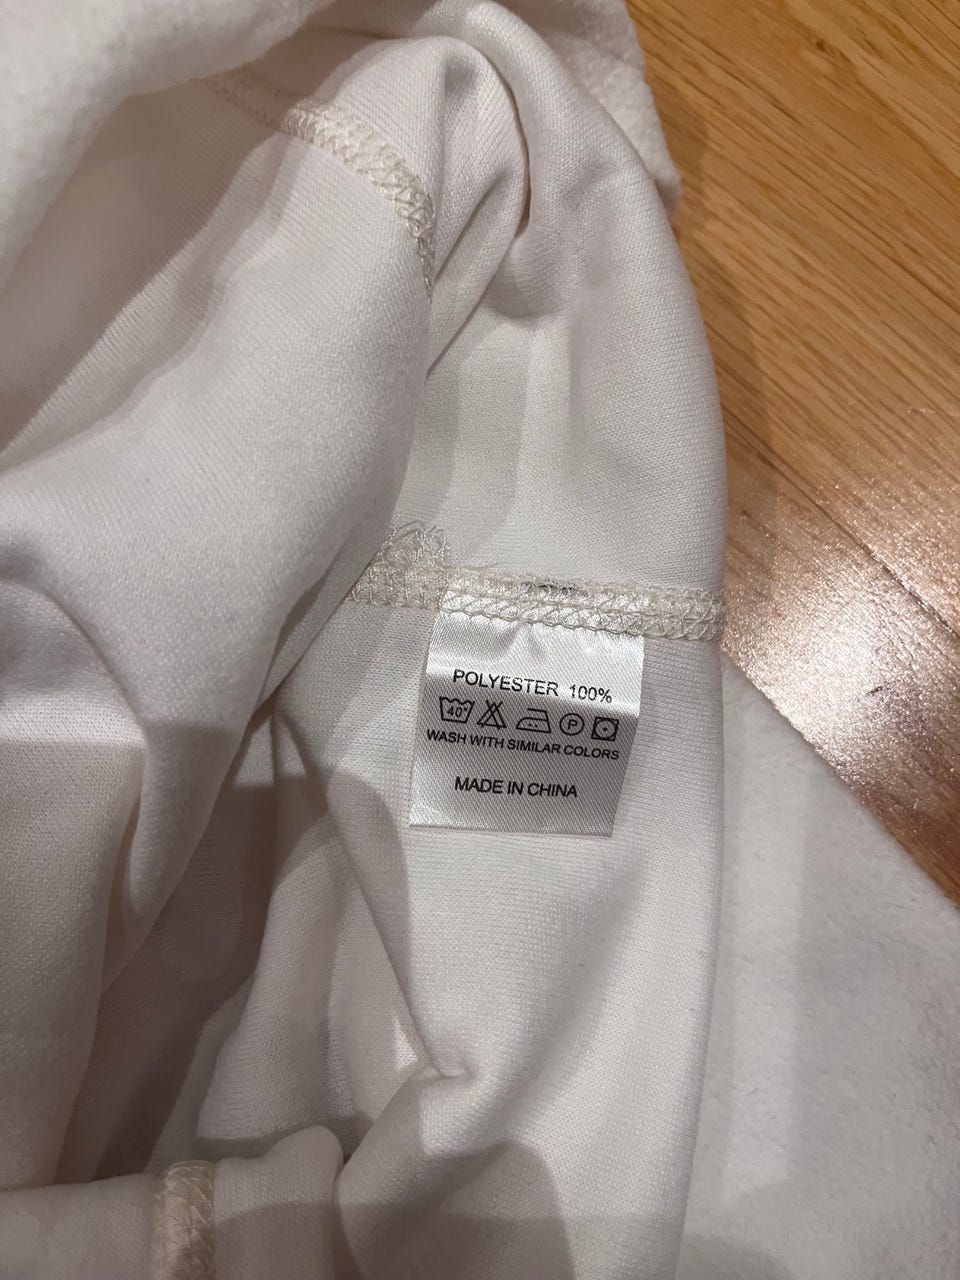 POLYESTER 100%
40° P
WASH WITH SIMILAR COLORS
MADE IN CHINA